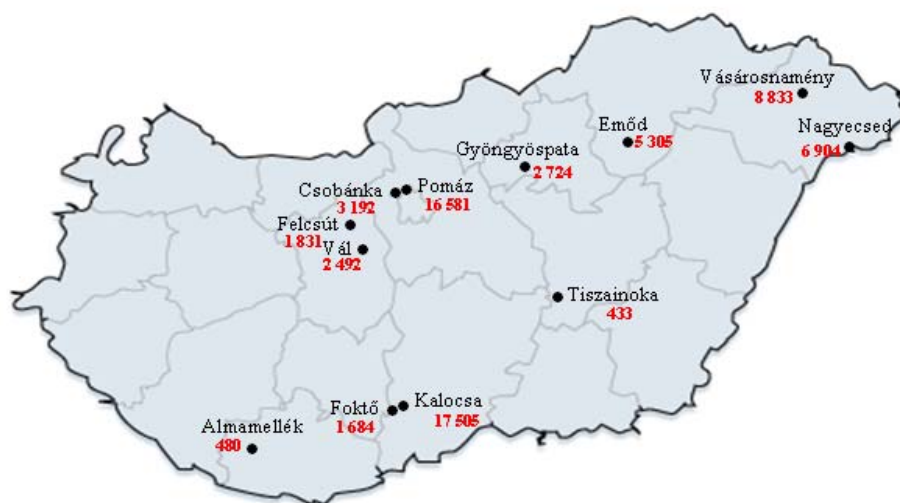 Vásárosnamény
8 833
Nagyecsed
6 904
Emőd
5 305
Gyöngyöspata
2 724
Csobánka
3 192
Pomáz
16 581
Felcsút
1 831
Vál
2 492
Tiszainoka
433
Foktő
1 684
Kalocsa
17 505
Almamellék
480